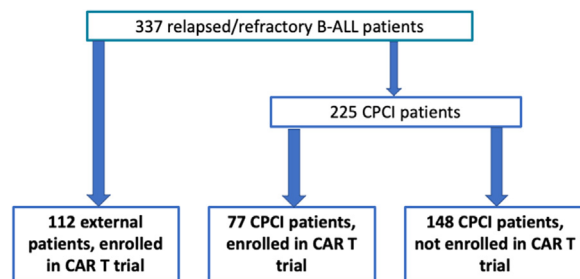 337 relapsed/refractory B-ALL patients
225 CPCI patients
112 external
patients, enrolled
in CAR T trial
77 CPCI patients,
enrolled in CAR T
trial
148 CPCI patients,
not enrolled in CAR T
trial